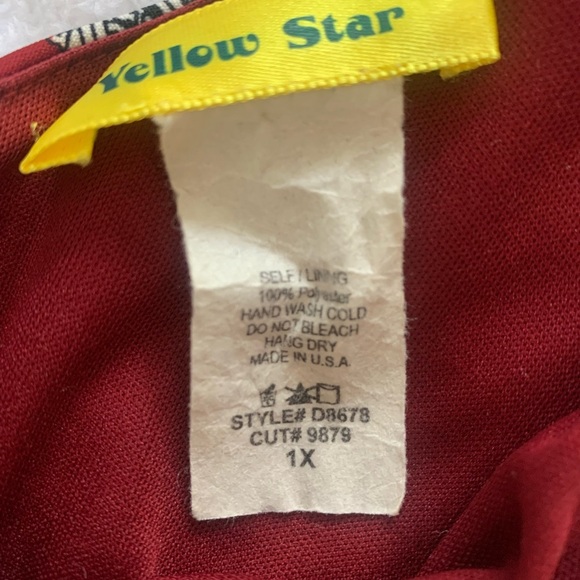 Yellow Star
SELF / LINING
100% Polyester
HAND WASH COLD
DO NOT BLEACH
HANG DRY
MADE IN U.S.A.
STYLE# D8678
CUT# 9879
1X